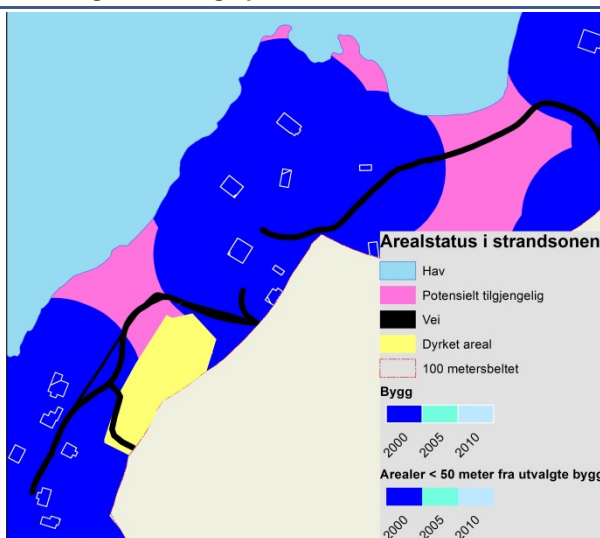 Arealstatus i strandsonen
Hav
Potensielt tilgjengelig
Vei
Dyrket areal
100 metersbeltet
Bygg
2000 2005 2010
Arealer < 50 meter fra utvalgte bygg
2000 2005 2010